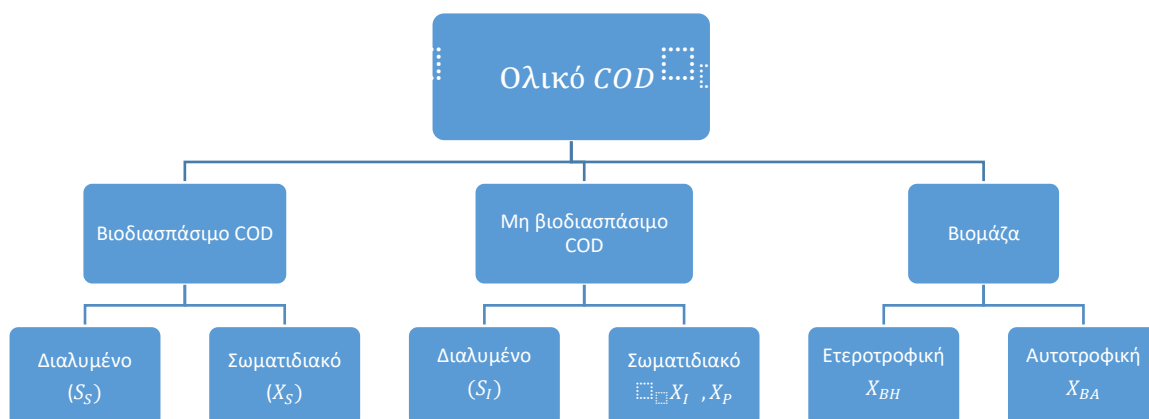 Ολικό COD
Βιοδιασπάσιμο COD
Μη βιοδιασπάσιμο
COD
Βιομάζα
Διαλυμένο
(S_S)
Σωματιδιακό
(X_S)
Διαλυμένο
(S_I)
Σωματιδιακό
X_I , X_P
Ετεροτροφική
X_BH
Αυτοτροφική
X_BA